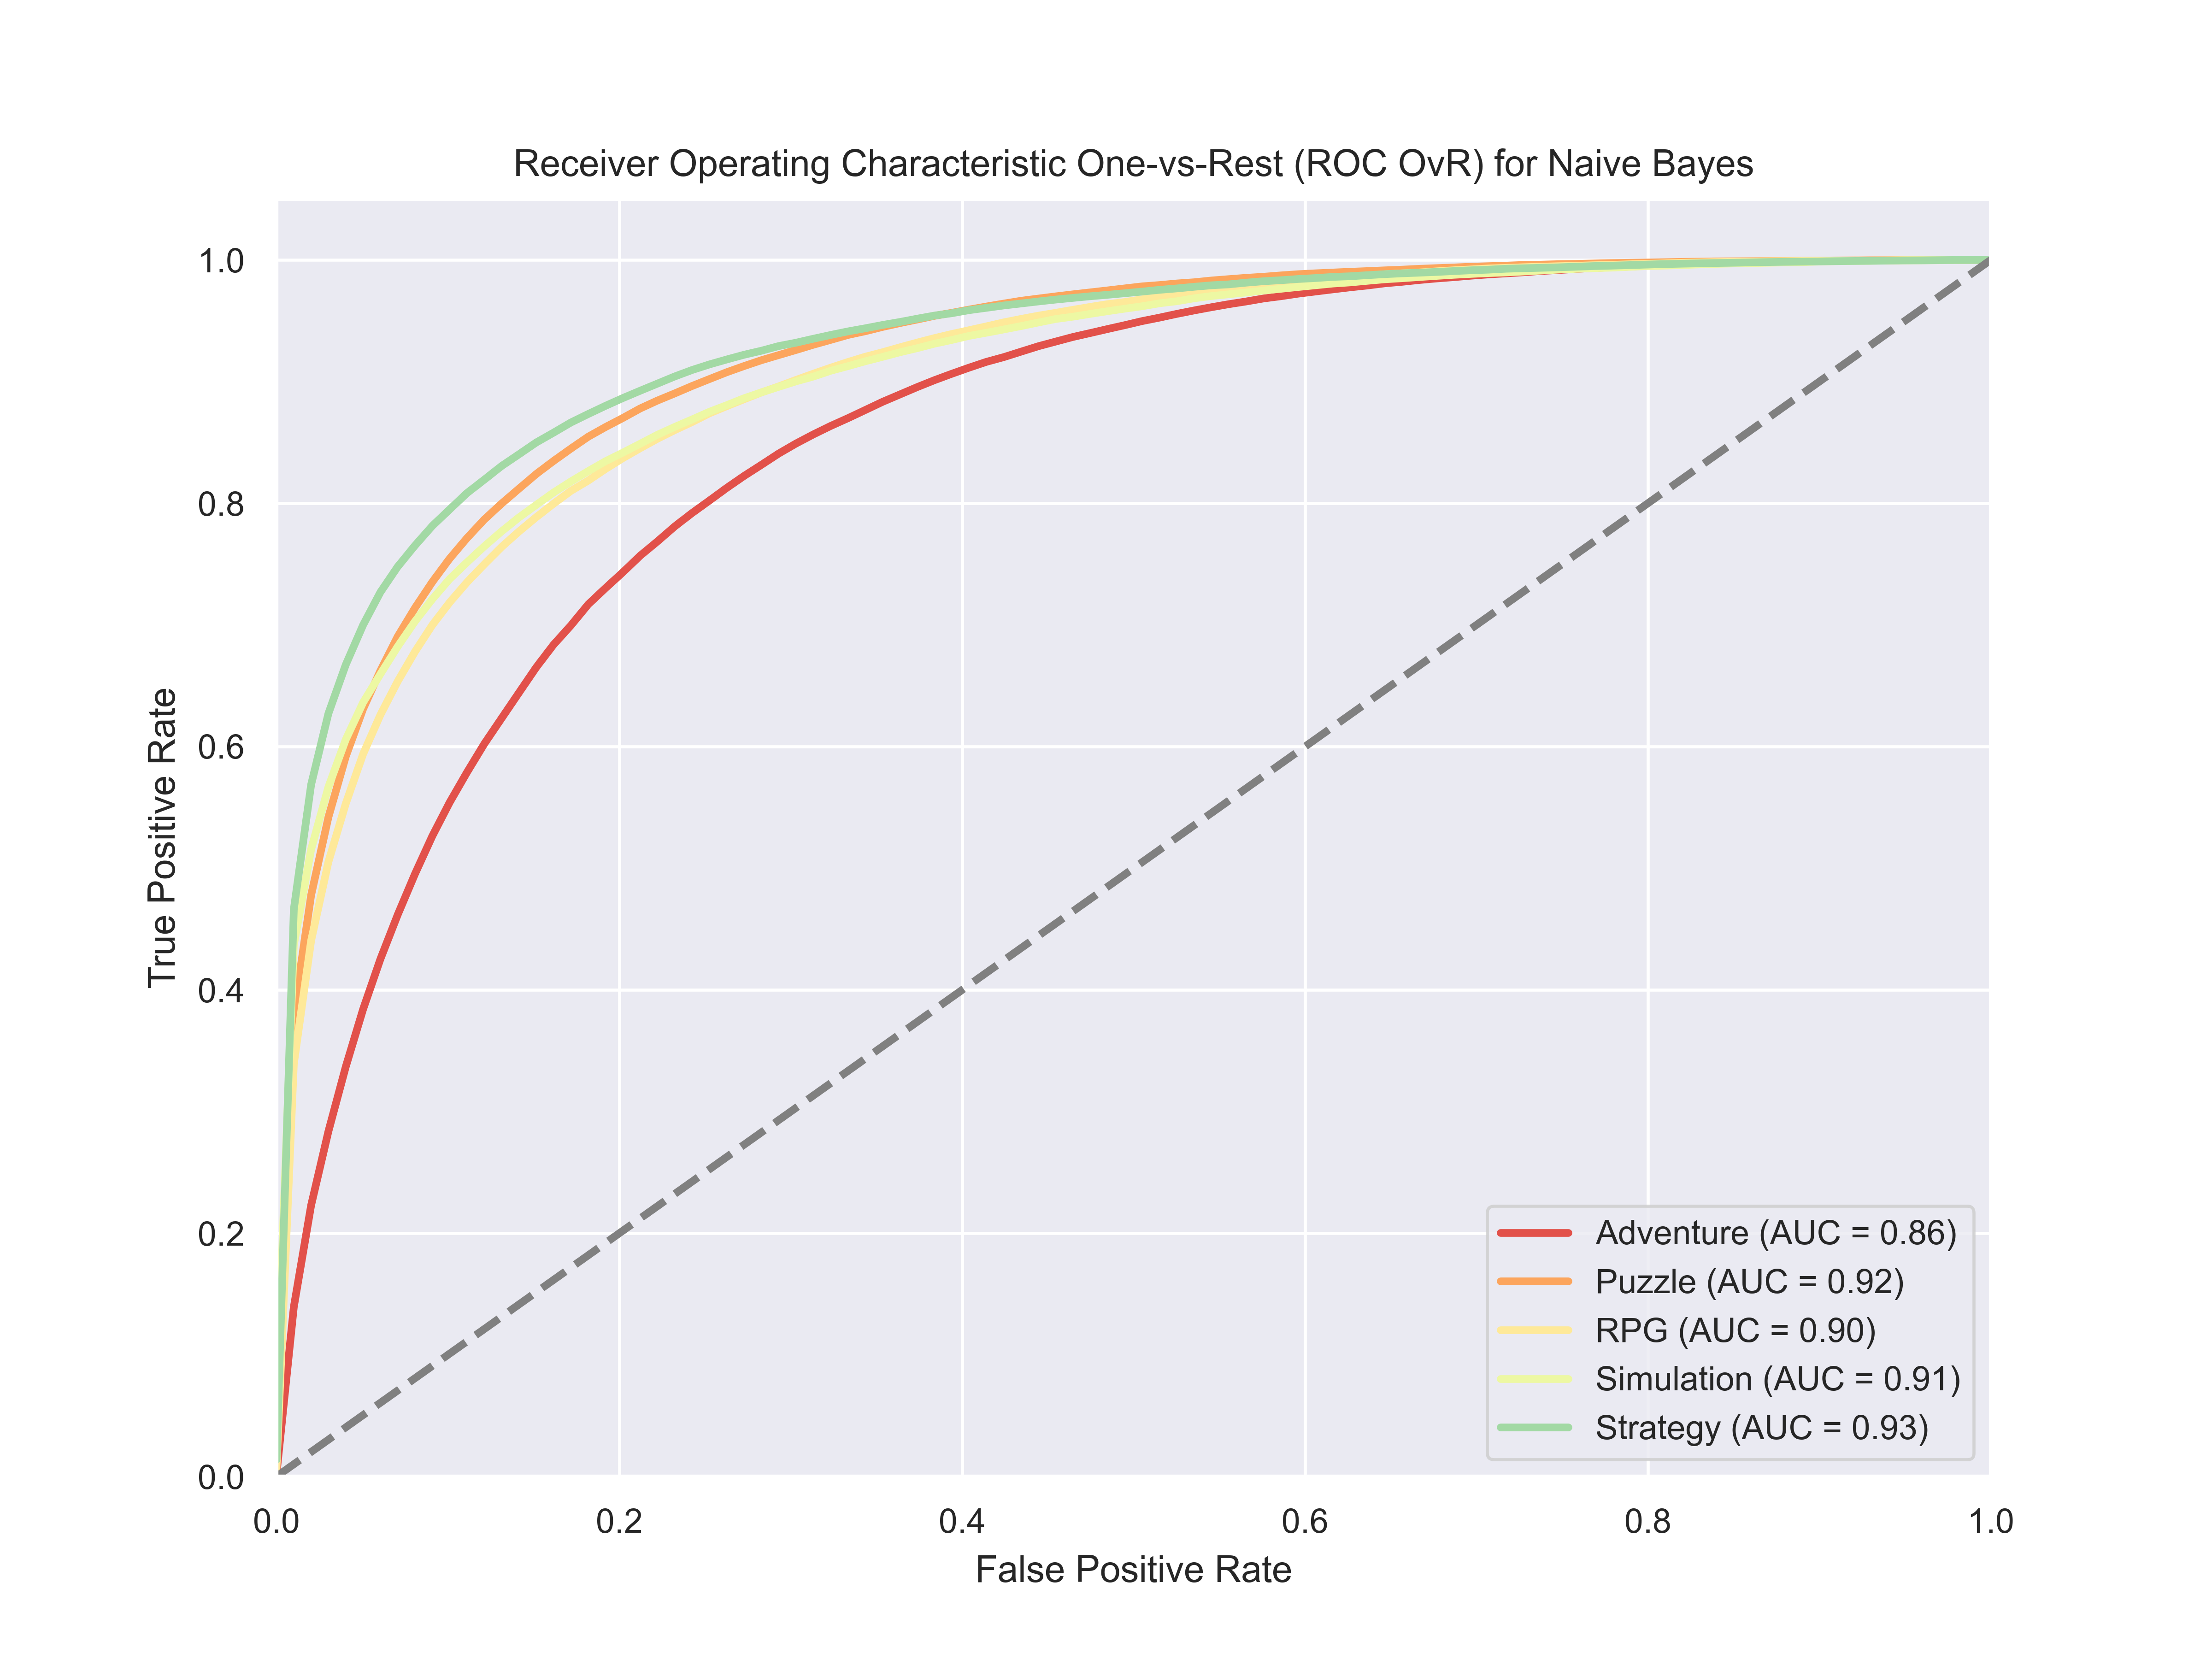 Receiver Operating Characteristic One-vs-Rest (ROC OvR) for Naive Bayes
1.0
0.8
0.6
0.4
0.2
0.0
True Positive Rate
0.0 0.2 0.4 0.6 0.8 1.0
False Positive Rate
Adventure (AUC = 0.86)
Puzzle (AUC = 0.92)
RPG (AUC = 0.90)
Simulation (AUC = 0.91)
Strategy (AUC = 0.93)